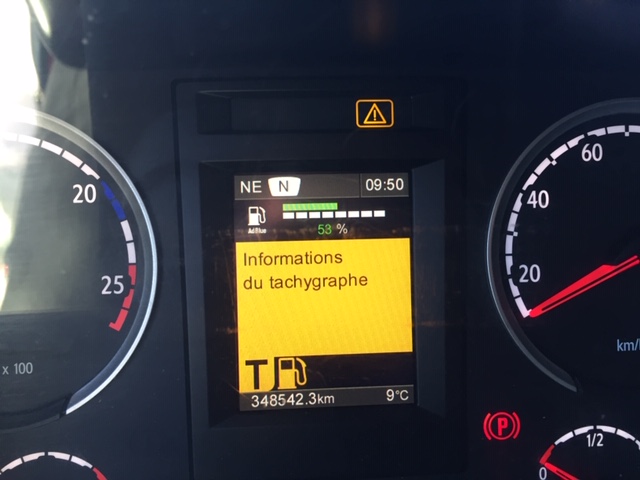 NE N 09:50
AdBlue
53 %
Informations
du tachygraphe
T
348542.3km 9°C
20
25
x 100
60
40
20
km/
P
1/2
0